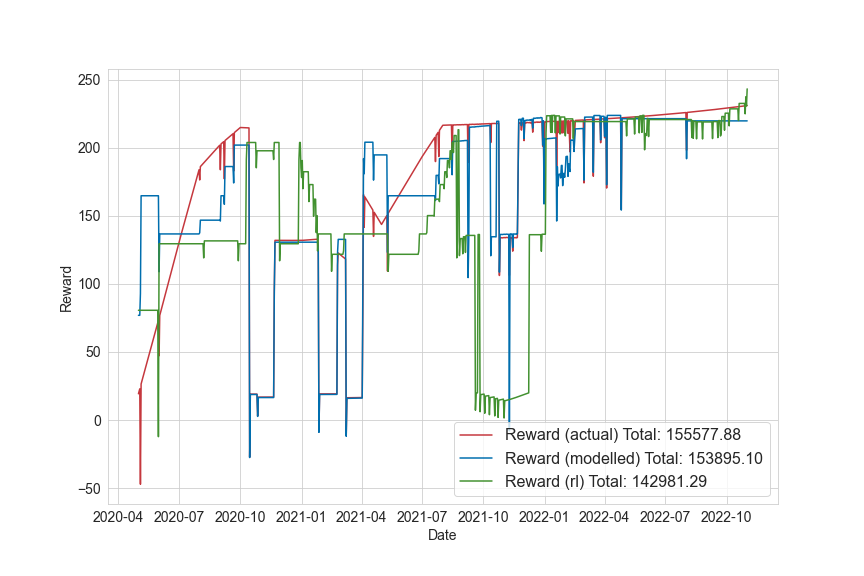 250
200
150
100
50
0
−50
Reward
2020-04 2020-07 2020-10 2021-01 2021-04 2021-07 2021-10 2022-01 2022-04 2022-07 2022-10
Date
Reward (actual) Total: 155577.88
Reward (modelled) Total: 153895.10
Reward (rl) Total: 142981.29